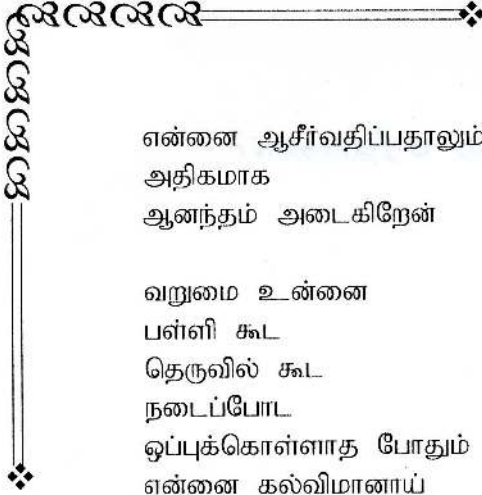 என்னை ஆசீர்வதிப்பதாலும்
அதிகமாக
ஆனந்தம் அடைகிறேன்
வறுமை உன்னை
பள்ளி கூட
தெருவில் கூட
நடைப்போட
ஒப்புக்கொள்ளாத போதும்
என்னை கல்விமானாய்